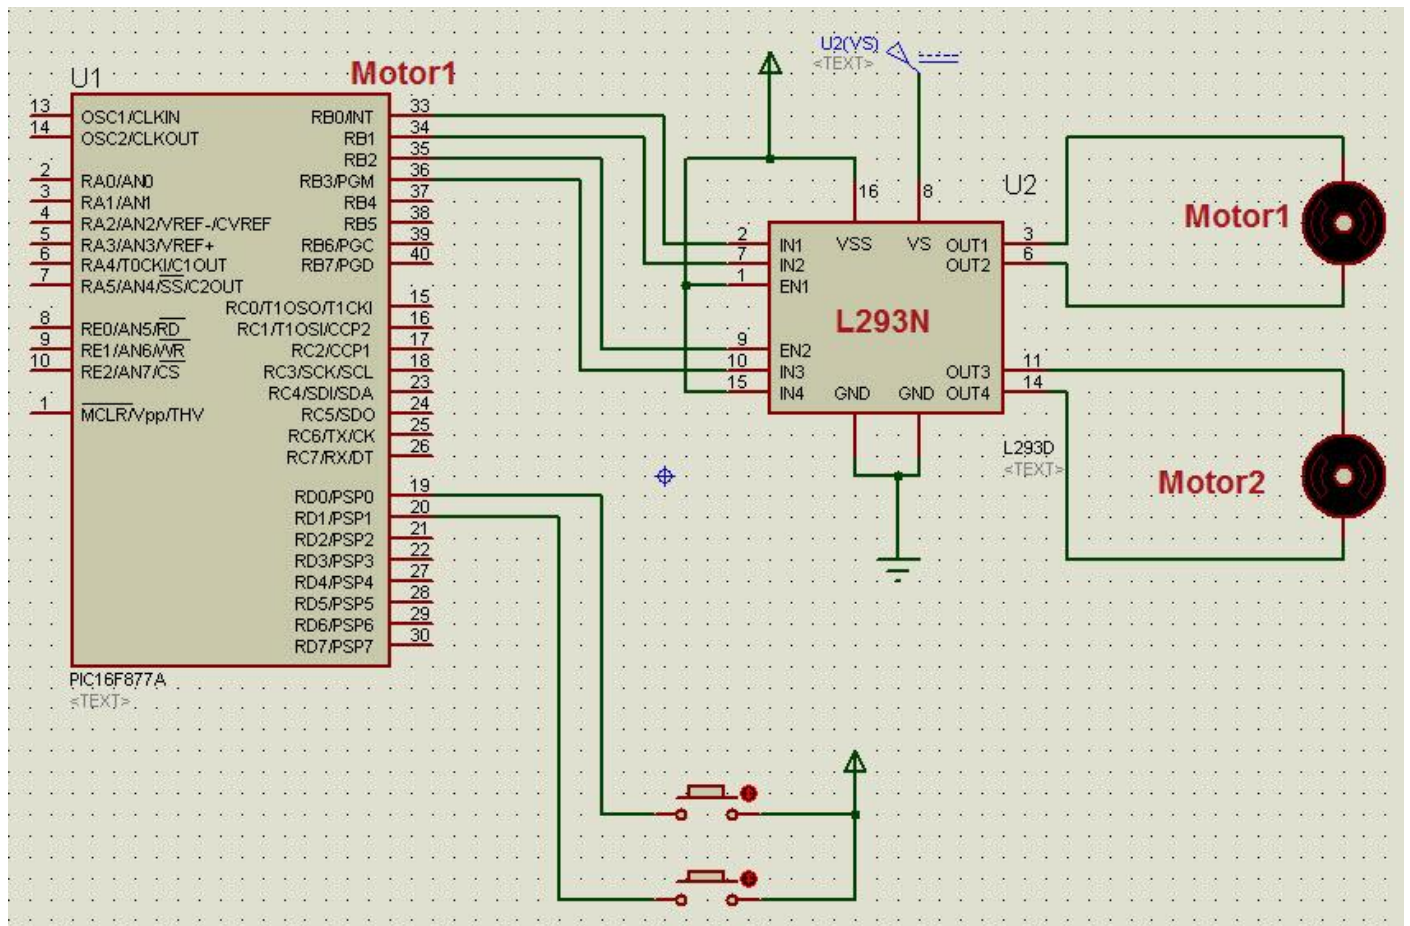 U1
Motor1
13 OSC1/CLKIN
14 OSC2/CLKOUT
2 RA0/AN0
3 RA1/AN1
4 RA2/AN2/VREF-/CVREF
5 RA3/AN3/VREF+
6 RA4/T0CKI/C1OUT
7 RA5/AN4/SS/C2OUT
8 RE0/AN5/RD
9 RE1/AN6/WR
10 RE2/AN7/CS
1 MCLR/Vpp/THV
RB0/INT 33
RB1 34
RB2 35
RB3/PGM 36
RB4 37
RB5 38
RB6/PGC 39
RB7/PGD 40
RC0/T1OSO/T1CKI 15
RC1/T1OSI/CCP2 16
RC2/CCP1 17
RC3/SCK/SCL 18
RC4/SDI/SDA 23
RC5/SDO 24
RC6/TX/CK 25
RC7/RX/DT 26
RD0/PSP0 19
RD1/PSP1 20
RD2/PSP2 21
RD3/PSP3 22
RD4/PSP4 27
RD5/PSP5 28
RD6/PSP6 29
RD7/PSP7 30
PIC16F877A
<TEXT>
U2(VS)
<TEXT>
16 8
U2
2 IN1 VSS VS OUT1 3
7 IN2 OUT2 6
1 EN1
L293N
9 EN2
10 IN3 OUT3 11
15 IN4 GND GND OUT4 14
L293D
<TEXT>
Motor1
Motor2